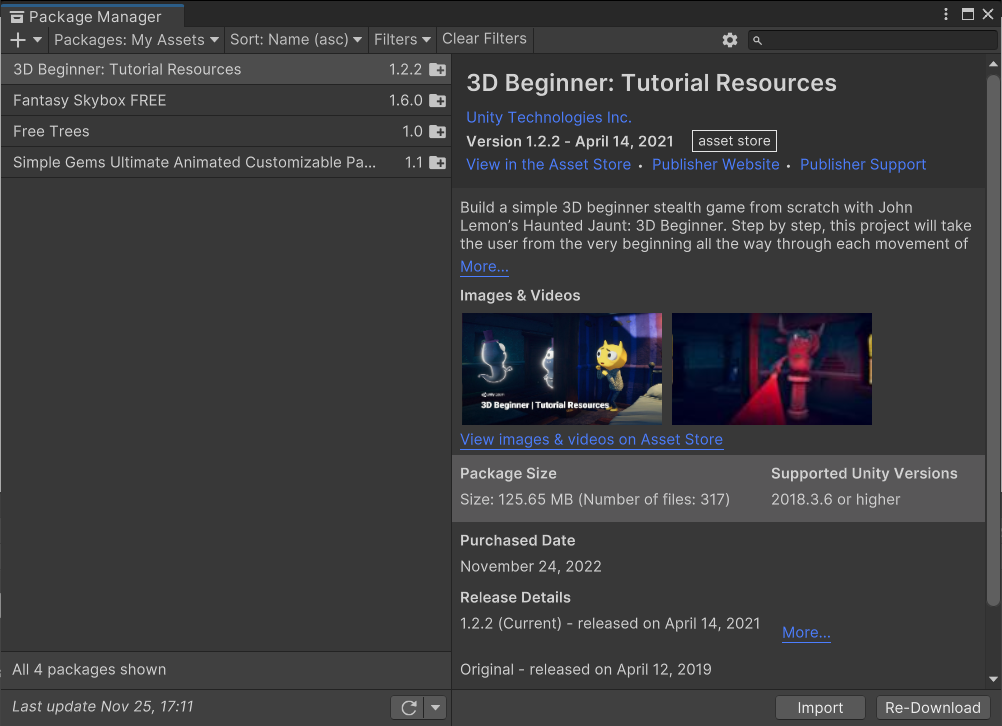 Package Manager
Packages: My Assets Sort: Name (asc) Filters Clear Filters
3D Beginner: Tutorial Resources 1.2.2
Fantasy Skybox FREE 1.6.0
Free Trees 1.0
Simple Gems Ultimate Animated Customizable Pa... 1.1
All 4 packages shown
Last update Nov 25, 17:11
3D Beginner: Tutorial Resources
Unity Technologies Inc.
Version 1.2.2 - April 14, 2021 asset store
View in the Asset Store • Publisher Website • Publisher Support
Build a simple 3D beginner stealth game from scratch with John
Lemon's Haunted Jaunt: 3D Beginner. Step by step, this project will take
the user from the very beginning all the way through each movement of
More...
Images & Videos
3D Beginner | Tutorial Resources
View images & videos on Asset Store
Package Size Supported Unity Versions
Size: 125.65 MB (Number of files: 317) 2018.3.6 or higher
Purchased Date
November 24, 2022
Release Details
1.2.2 (Current) - released on April 14, 2021 More...
Original - released on April 12, 2019
Import Re-Download